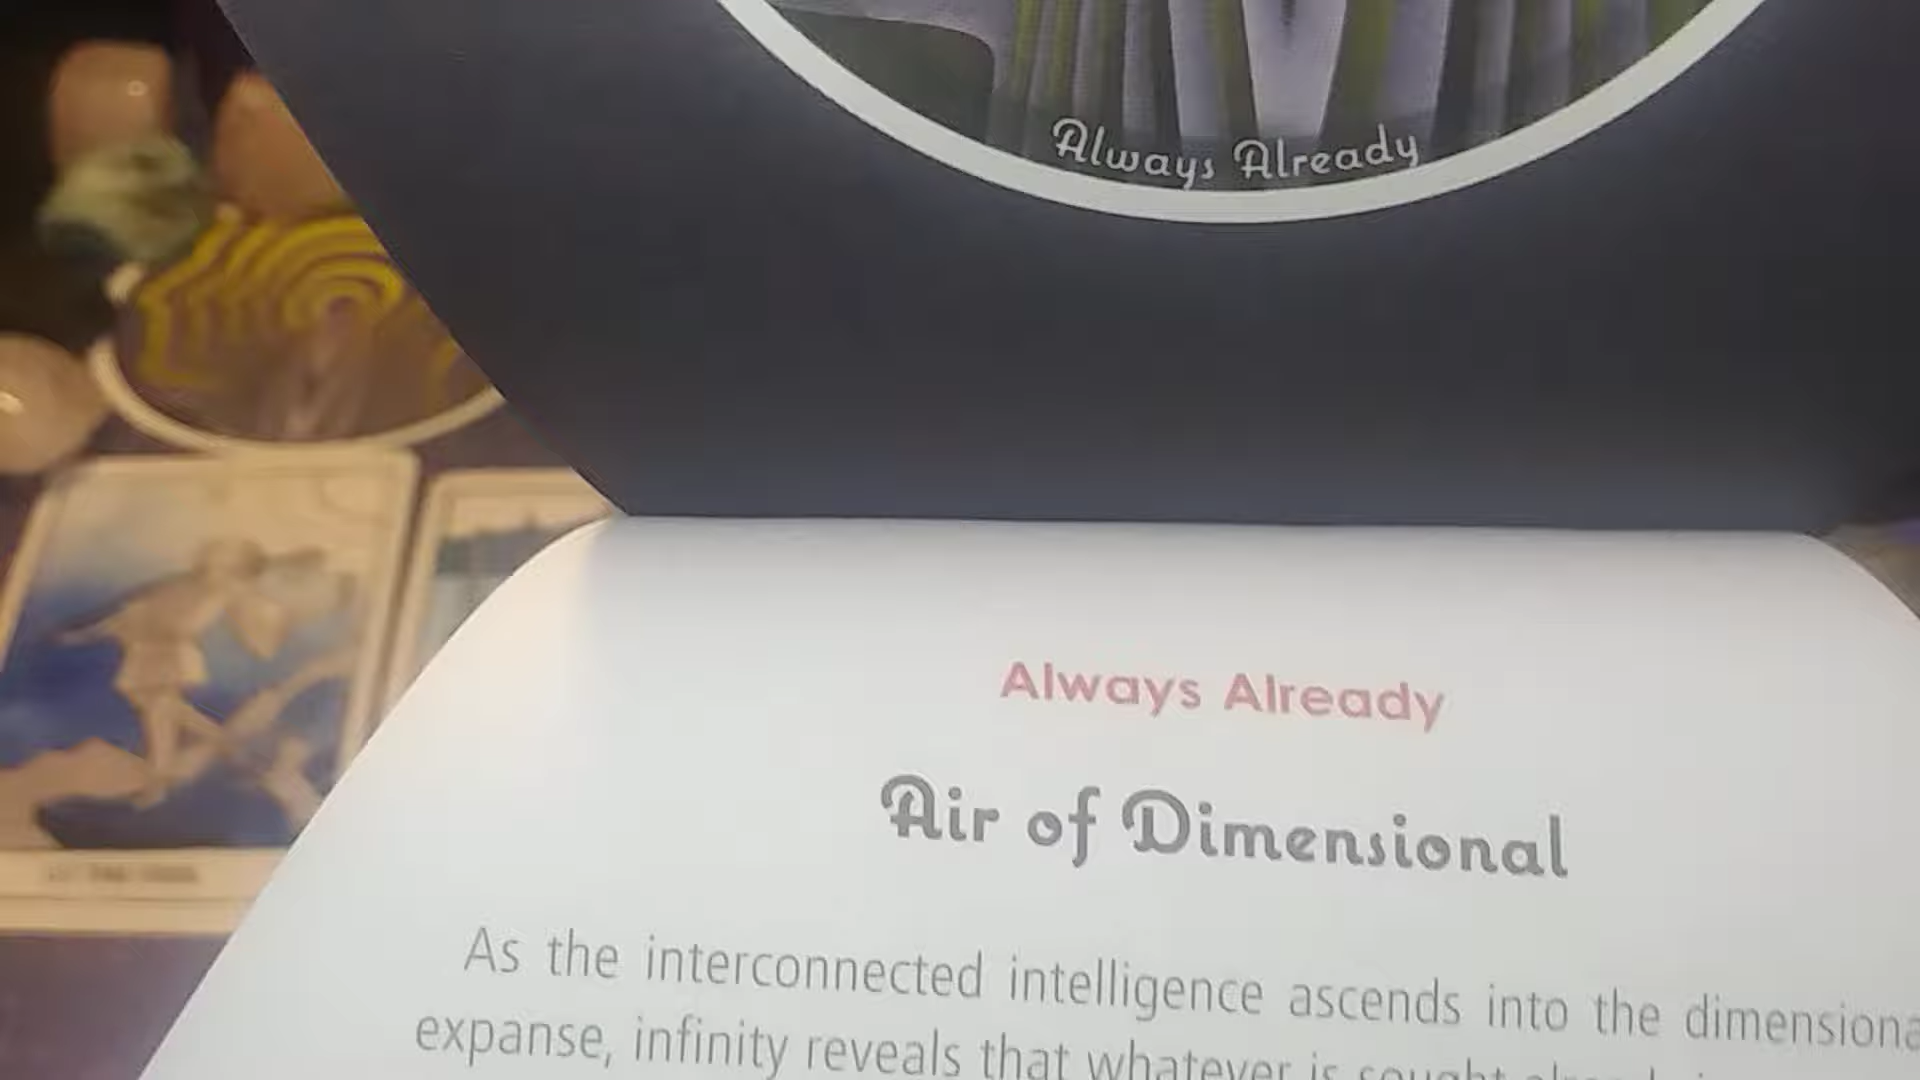 Always Already
Always Already
Air of Dimensional
As the interconnected intelligence ascends into the dimensiona
expanse, infinity reveals that whatever is sought